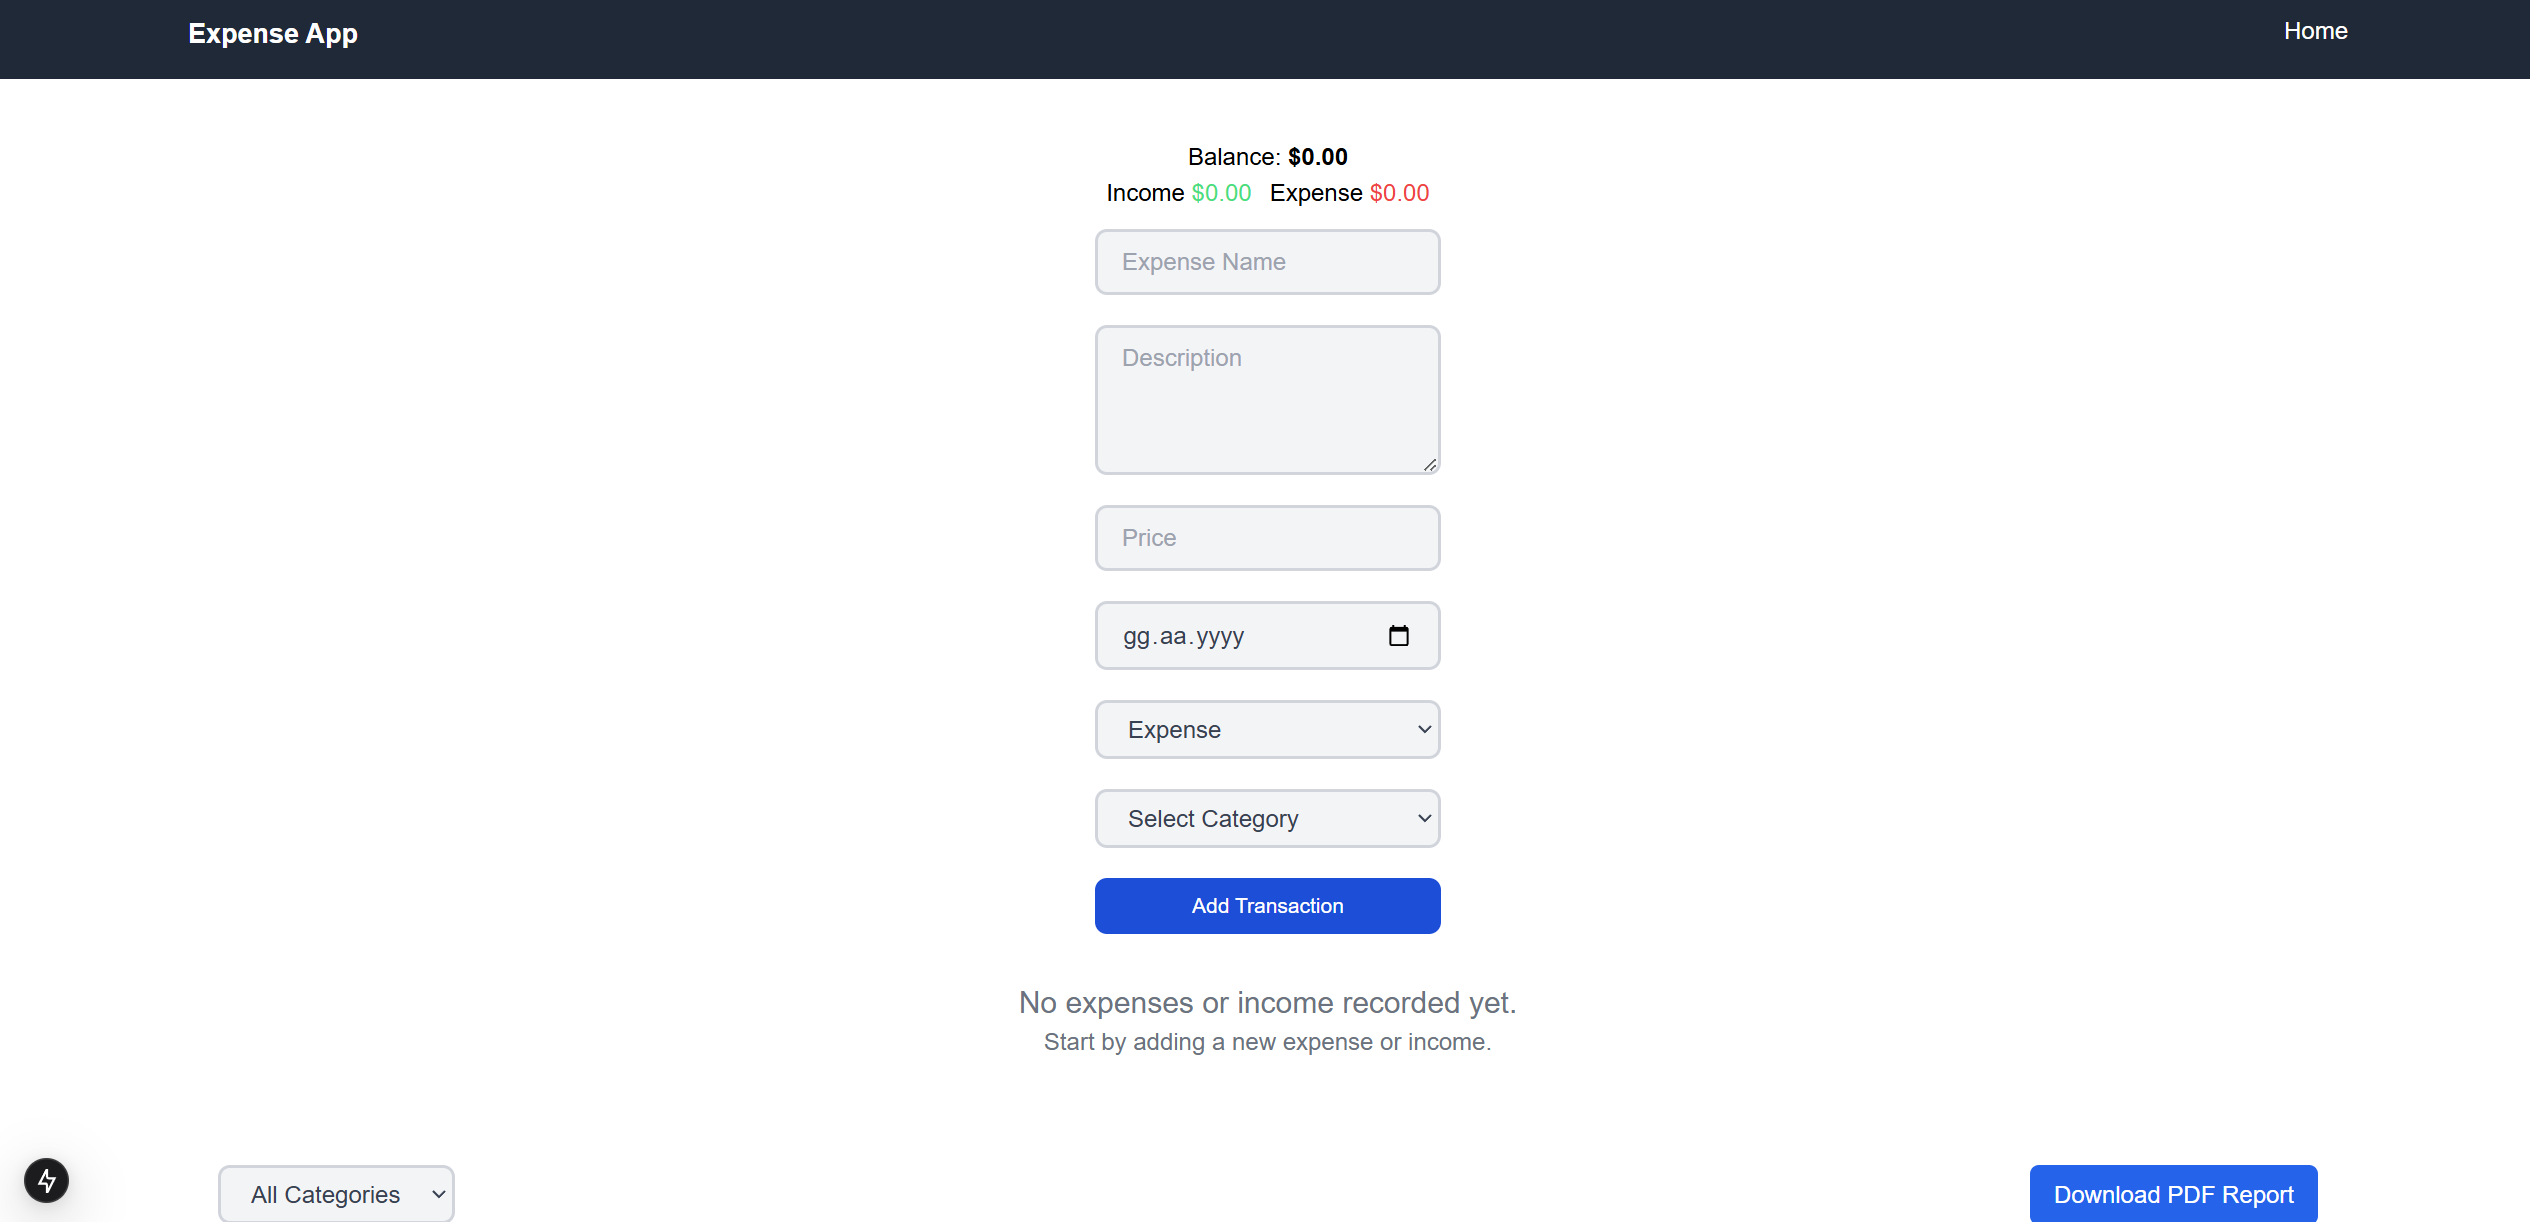 Expense App
Home
Balance: $0.00
Income $0.00 Expense $0.00
Expense Name
Description
Price
gg.aa.yyyy
Expense
Select Category
Add Transaction
No expenses or income recorded yet.
Start by adding a new expense or income.
All Categories
Download PDF Report